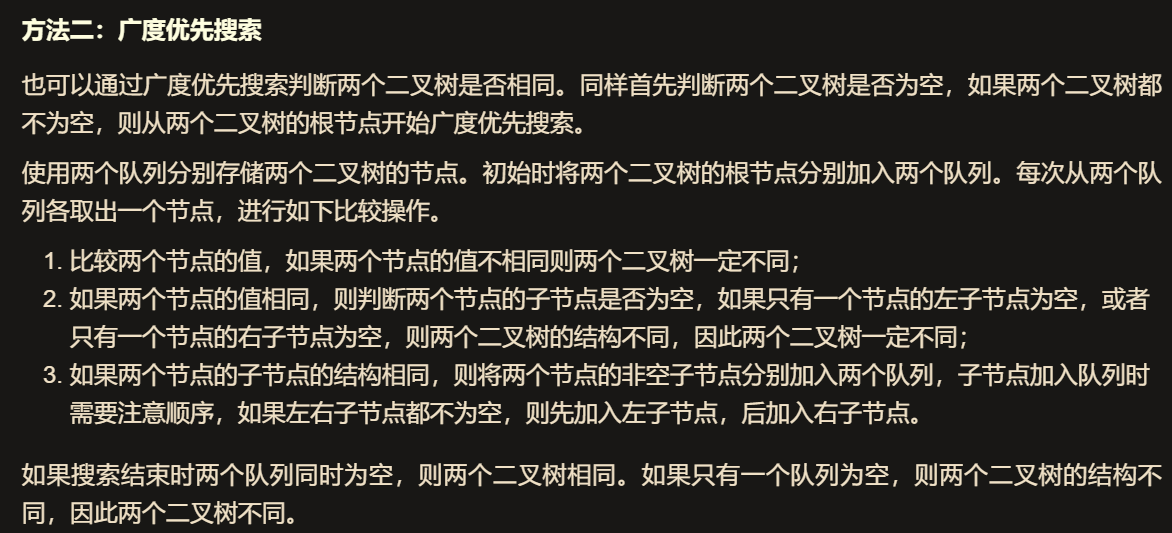 方法二：广度优先搜索
也可以通过广度优先搜索判断两个二叉树是否相同。同样首先判断两个二叉树是否为空，如果两个二叉树都
不为空，则从两个二叉树的根节点开始广度优先搜索。
使用两个队列分别存储两个二叉树的节点。初始时将两个二叉树的根节点分别加入两个队列。每次从两个队
列各取出一个节点，进行如下比较操作。
1. 比较两个节点的值，如果两个节点的值不相同则两个二叉树一定不同；
2. 如果两个节点的值相同，则判断两个节点的子节点是否为空，如果只有一个节点的左子节点为空，或者
只有一个节点的右子节点为空，则两个二叉树的结构不同，因此两个二叉树一定不同；
3. 如果两个节点的子节点的结构相同，则将两个节点的非空子节点分别加入两个队列，子节点加入队列时
需要注意顺序，如果左右子节点都不为空，则先加入左子节点，后加入右子节点。
如果搜索结束时两个队列同时为空，则两个二叉树相同。如果只有一个队列为空，则两个二叉树的结构不
同，因此两个二叉树不同。